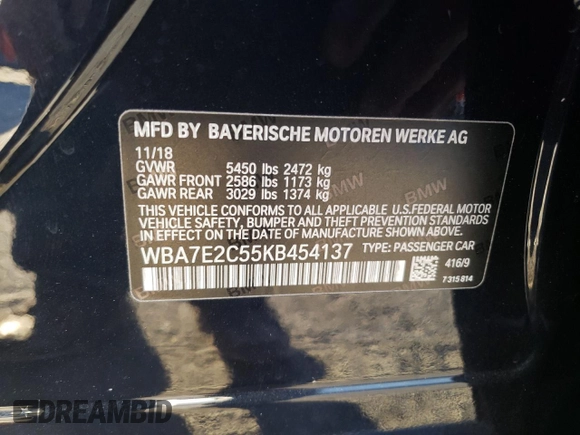 MFD BY BAYERISCHE MOTOREN WERKE AG
11/18
GVWR 5450 lbs 2472 kg
GAWR FRONT 2586 lbs 1173 kg
GAWR REAR 3029 lbs 1374 kg
THIS VEHICLE CONFORMS TO ALL APPLICABLE U.S.FEDERAL MOTOR
VEHICLE SAFETY, BUMPER AND THEFT PREVENTION STANDARDS
IN EFFECT ON THE DATE OF MANUFACTURE SHOWN ABOVE.
WBA7E2C55KB454137 TYPE: PASSENGER CAR
416/9
7 315 814
DREAMBID